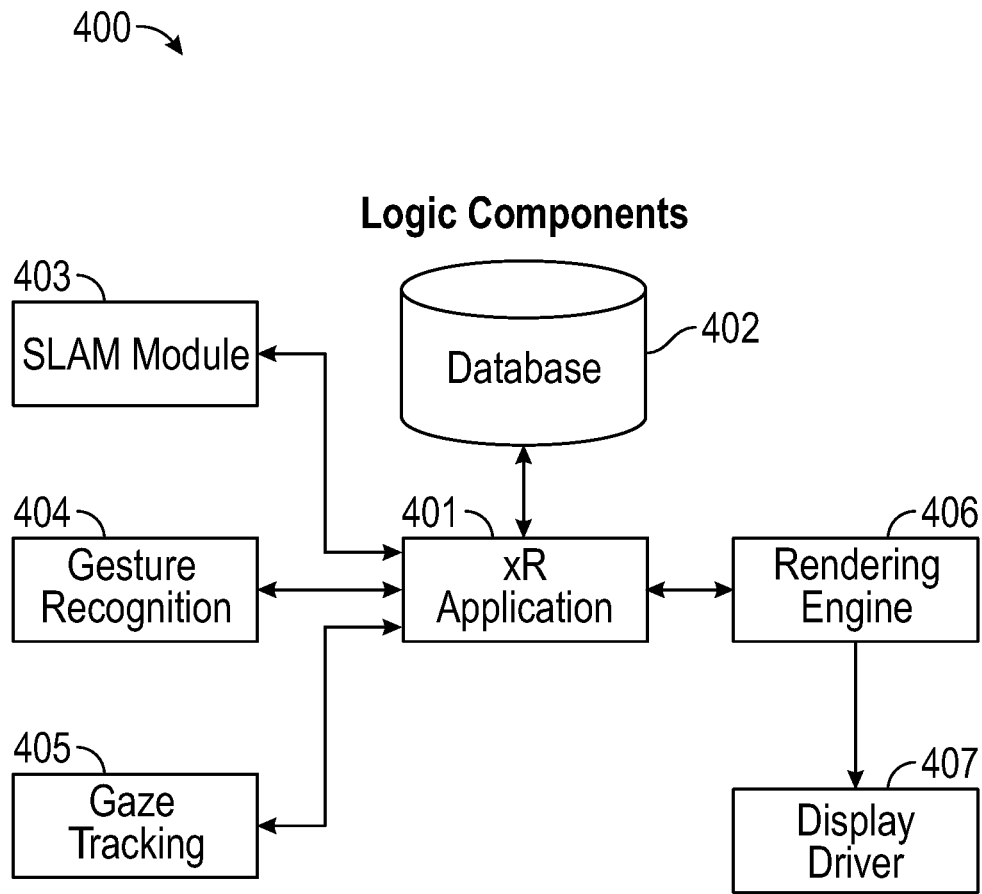 400
Logic Components
403
SLAM Module
402
Database
404
Gesture
Recognition
401
xR
Application
406
Rendering
Engine
405
Gaze
Tracking
407
Display
Driver